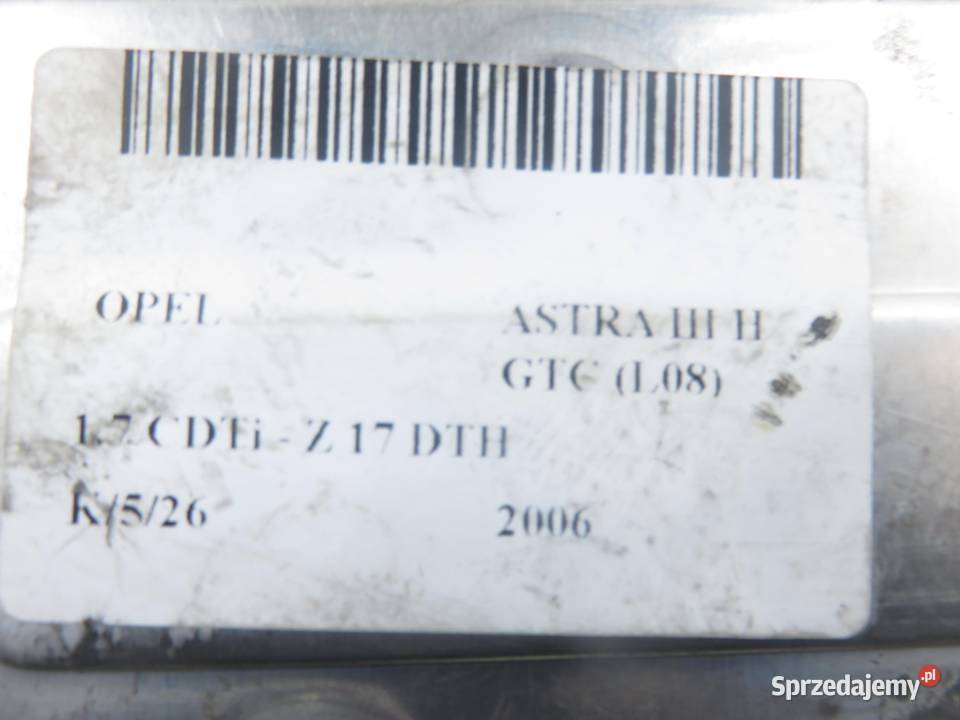 OPEL
ASTRA III H
GTC (L08)
1.7 CDTi - Z 17 DTH
K/5/26
2006
Sprzedajemy.pl